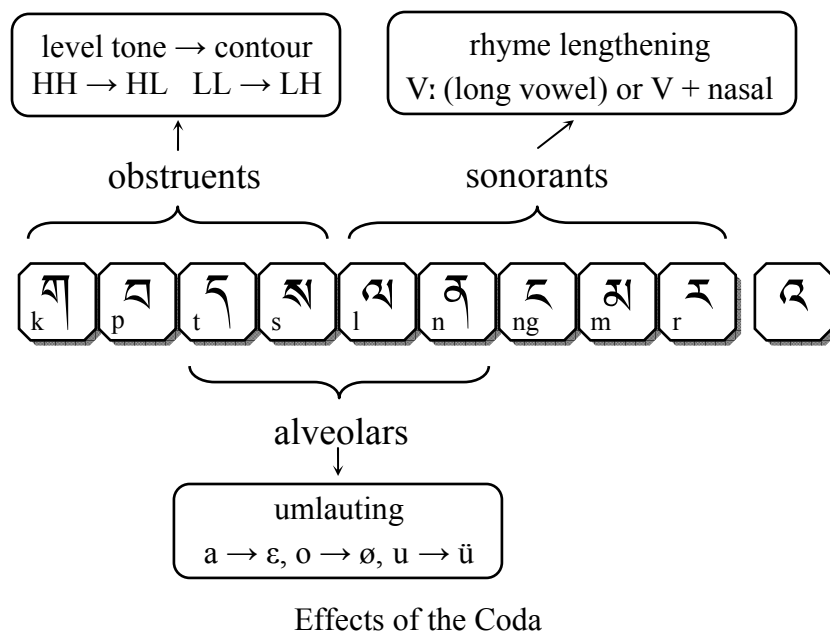 level tone → contour
HH → HL LL → LH
rhyme lengthening
V: (long vowel) or V + nasal
obstruents
sonorants
ག བ ད ས ལ ན ང མ ར འ
k p t s l n ng m r
alveolars
umlauting
a → ɛ, o → ø, u → ü
Effects of the Coda